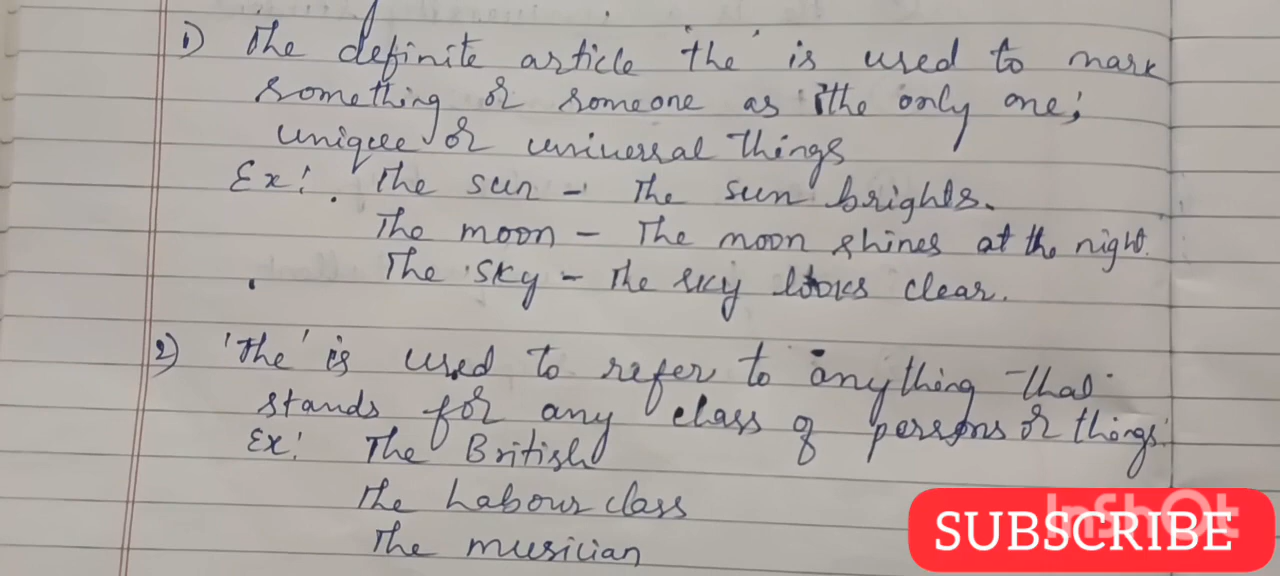 1) The definite article 'the' is used to mark
something or someone as the only one;
unique or universal things
Ex: The sun - The sun brights.
The moon - The moon shines at the night.
The sky - The sky looks clear.
2) 'The' is used to refer to anything that
stands for any class of persons or things.
Ex: The British
The Labour class
The musician
InShOt
SUBSCRIBE